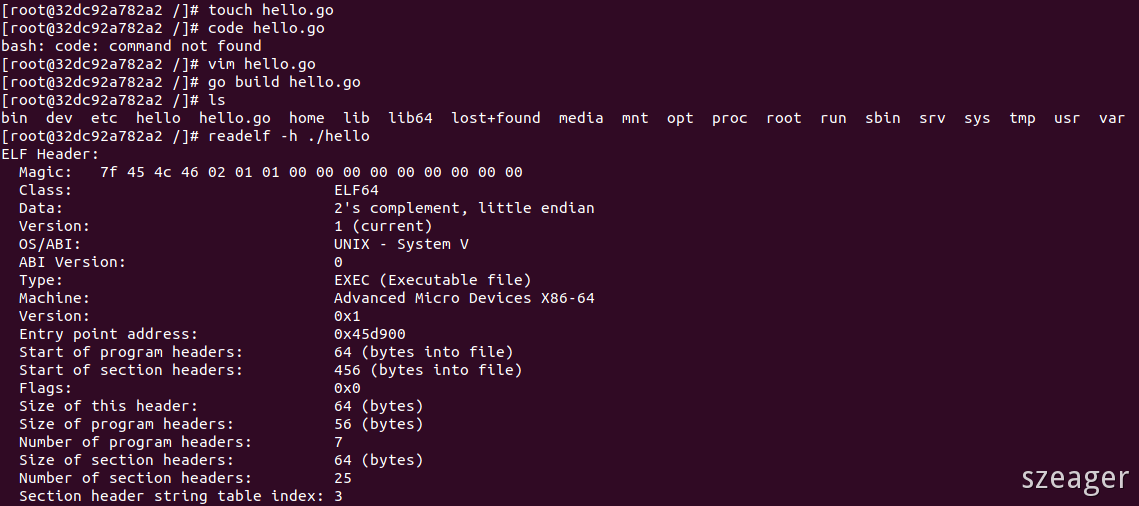 [root@32dc92a782a2 /]# touch hello.go
[root@32dc92a782a2 /]# code hello.go
bash: code: command not found
[root@32dc92a782a2 /]# vim hello.go
[root@32dc92a782a2 /]# go build hello.go
[root@32dc92a782a2 /]# ls
bin  dev  etc  hello  hello.go  home  lib  lib64  lost+found  media  mnt  opt  proc  root  run  sbin  srv  sys  tmp  usr  var
[root@32dc92a782a2 /]# readelf -h ./hello
ELF Header:
  Magic:   7f 45 4c 46 02 01 01 00 00 00 00 00 00 00 00 00
  Class:                             ELF64
  Data:                              2's complement, little endian
  Version:                           1 (current)
  OS/ABI:                            UNIX - System V
  ABI Version:                       0
  Type:                              EXEC (Executable file)
  Machine:                           Advanced Micro Devices X86-64
  Version:                           0x1
  Entry point address:               0x45d900
  Start of program headers:          64 (bytes into file)
  Start of section headers:          456 (bytes into file)
  Flags:                             0x0
  Size of this header:               64 (bytes)
  Size of program headers:           56 (bytes)
  Number of program headers:         7
  Size of section headers:           64 (bytes)
  Number of section headers:         25
  Section header string table index: 3
szeager